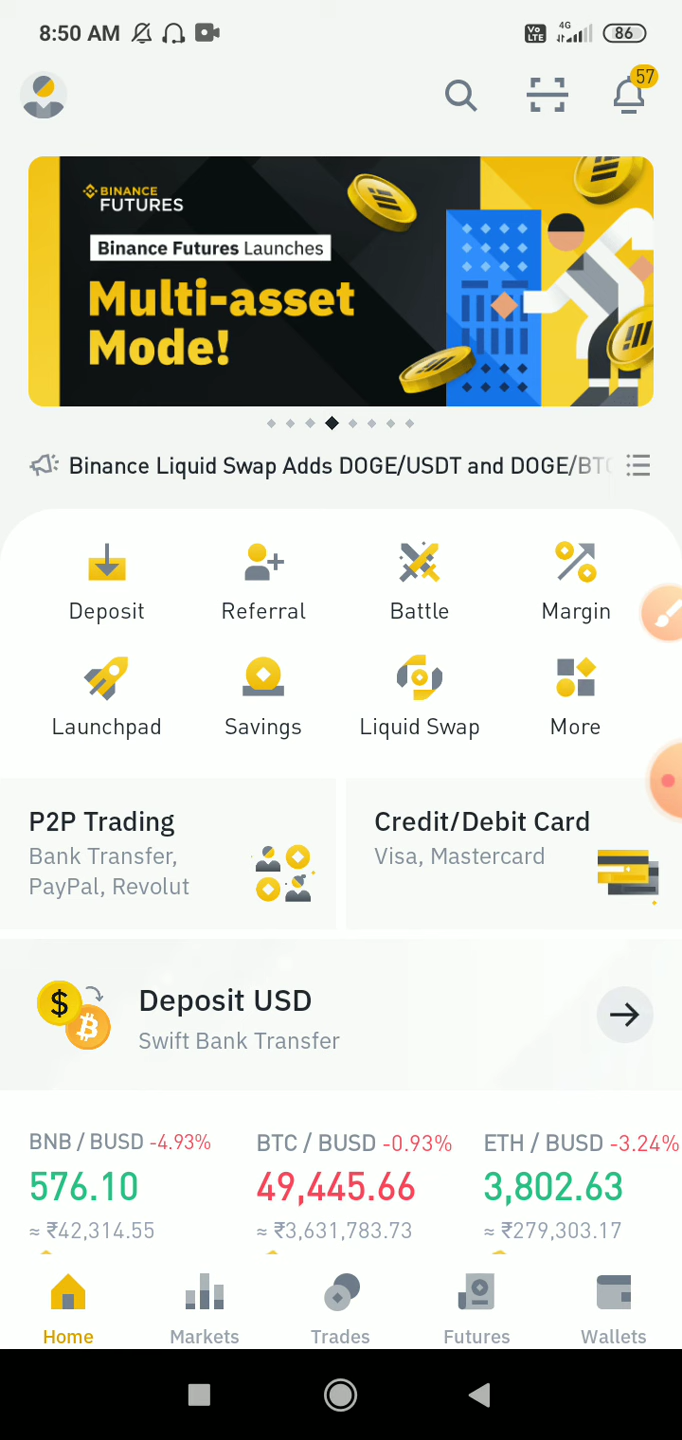 8:50 AM
Vo LTE
4G
86
57
BINANCE
FUTURES
Binance Futures Launches
Multi-asset
Mode!
Binance Liquid Swap Adds DOGE/USDT and DOGE/BTC
Deposit
Referral
Battle
Margin
Launchpad
Savings
Liquid Swap
More
P2P Trading
Bank Transfer,
PayPal, Revolut
Credit/Debit Card
Visa, Mastercard
Deposit USD
Swift Bank Transfer
BNB / BUSD -4.93%
576.10
≈ ₹42,314.55
BTC / BUSD -0.93%
49,445.66
≈ ₹3,631,783.73
ETH / BUSD -3.24%
3,802.63
≈ ₹279,303.17
Home
Markets
Trades
Futures
Wallets